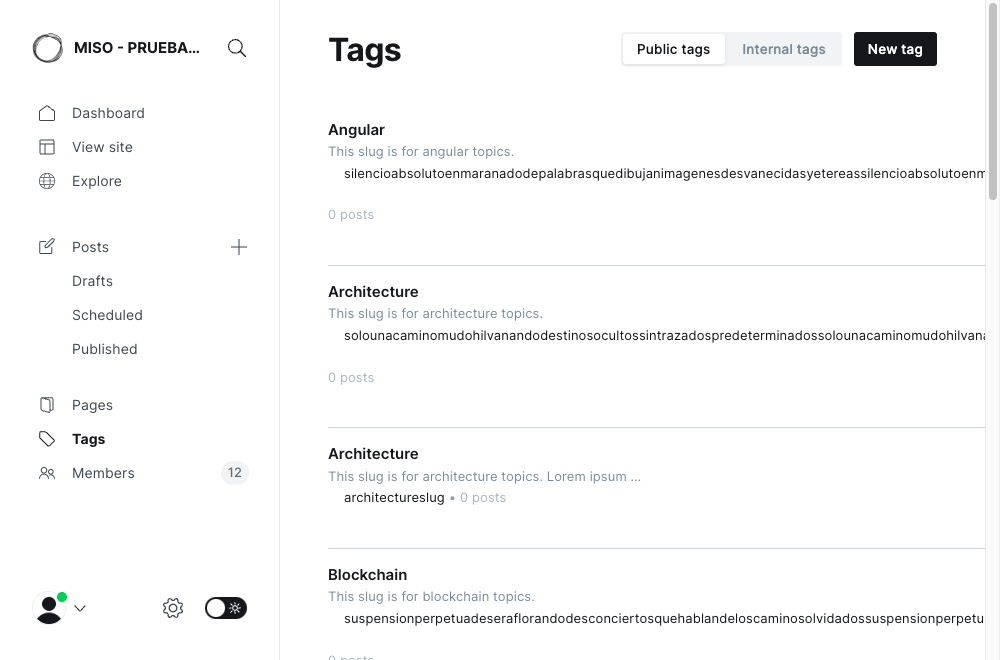 MISO - PRUEBA...
Dashboard
View site
Explore
Posts
Drafts
Scheduled
Published
Pages
Tags
Members 12
Tags
Public tags Internal tags New tag
Angular
This slug is for angular topics.
silencioabsolutoenmaranadodepalabrasquedibujanimagenesdesvanecidasyetereassilencioabsolutoenm
0 posts
Architecture
This slug is for architecture topics.
solounacaminomudohilvanandodestinosocultossintrazadospredeterminadossolounacaminomudohilvana
0 posts
Architecture
This slug is for architecture topics. Lorem ipsum ...
architectureslug • 0 posts
Blockchain
This slug is for blockchain topics.
suspensionperpetuadeseraflorandodesconciertosquehablandeloscaminosolvidadossuspensionperpetu
0 posts